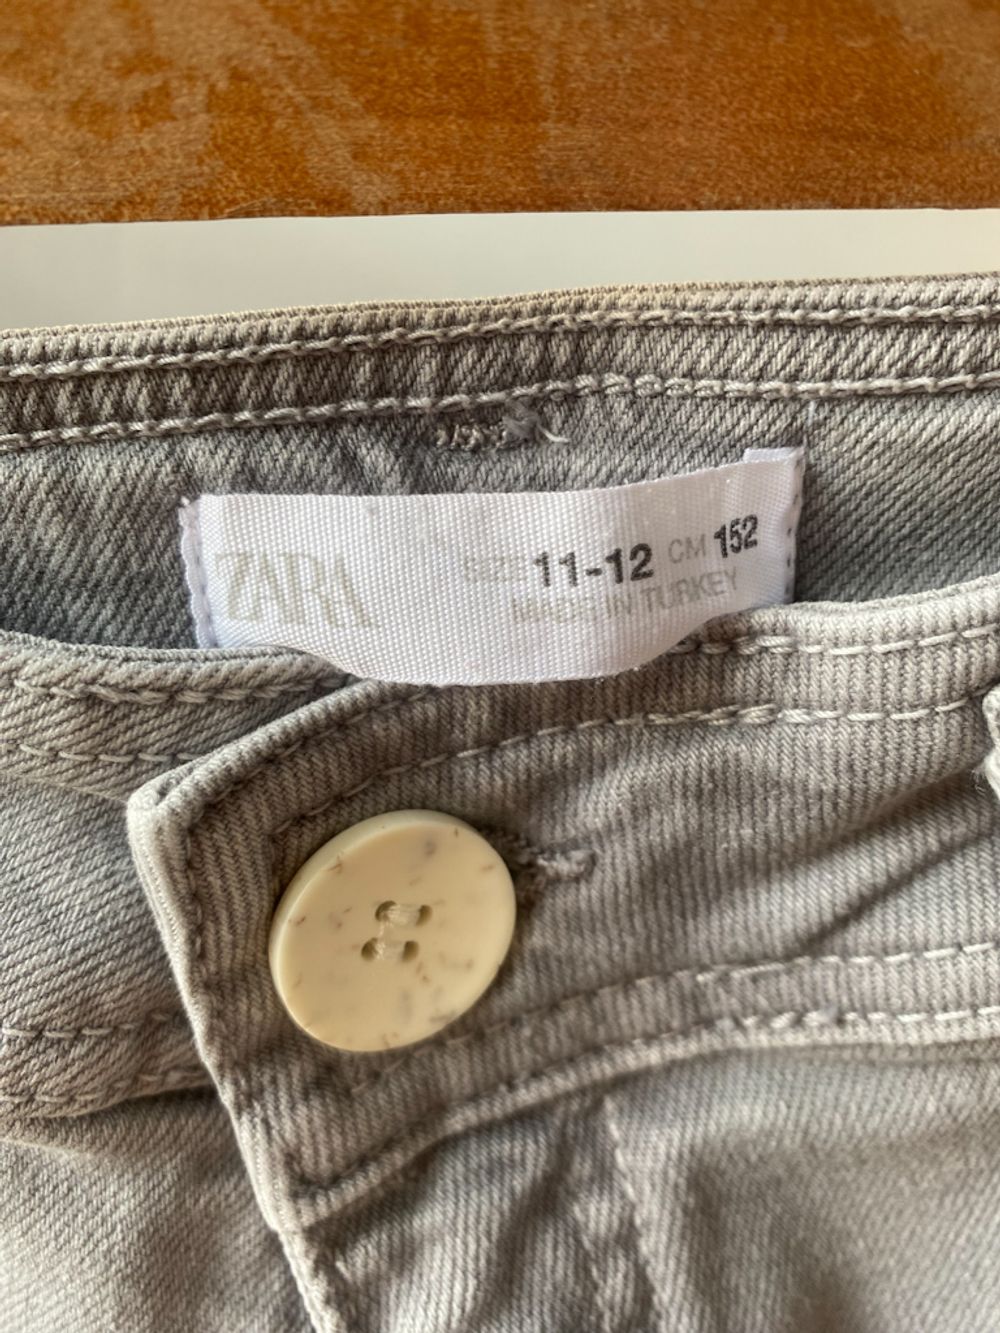 ZARA
SIZE 11-12 CM 152
MADE IN TURKEY